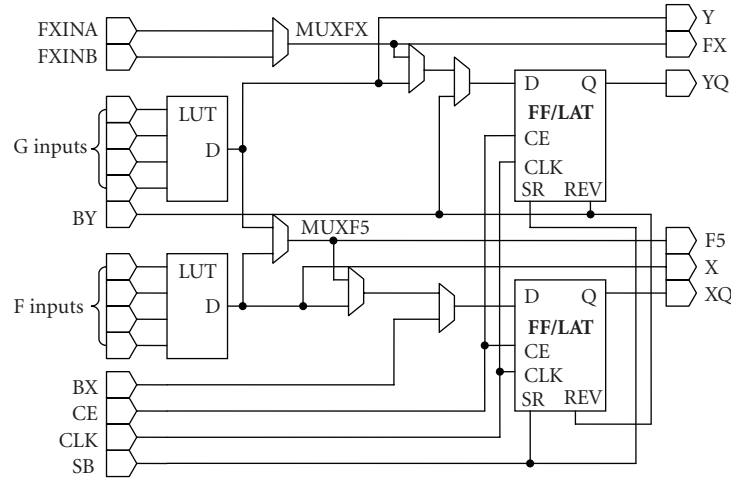 FXINA
MUXFX
Y
FXINB
FX
D
Q
YQ
LUT
FF/LAT
G inputs
D
CE
CLK
SR
REV
BY
MUXF5
F5
LUT
X
F inputs
D
D
Q
XQ
FF/LAT
CE
BX
CLK
CE
SR
REV
CLK
SB